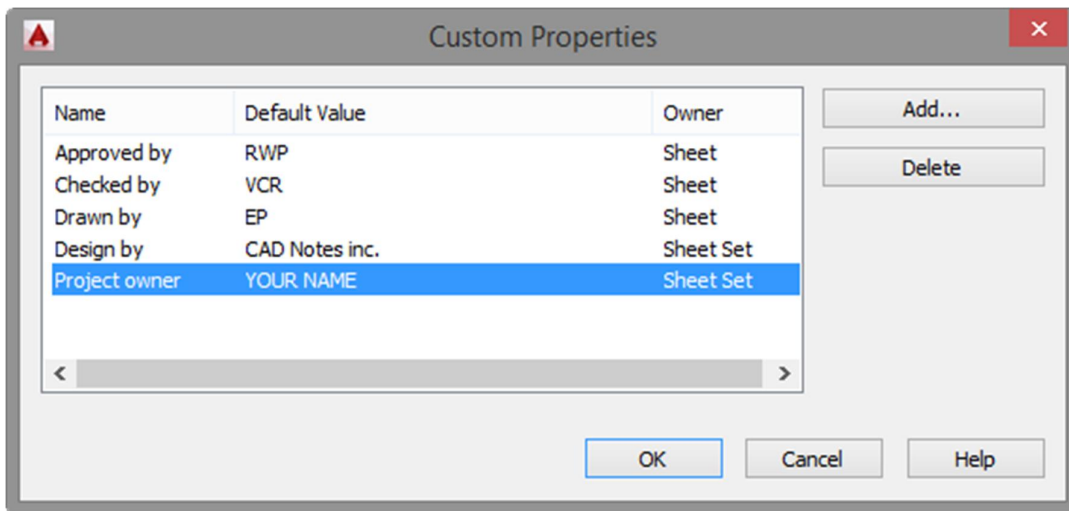 Custom Properties
Name Default Value Owner
Approved by RWP Sheet
Checked by VCR Sheet
Drawn by EP Sheet
Design by CAD Notes inc. Sheet Set
Project owner YOUR NAME Sheet Set
Add...
Delete
OK Cancel Help